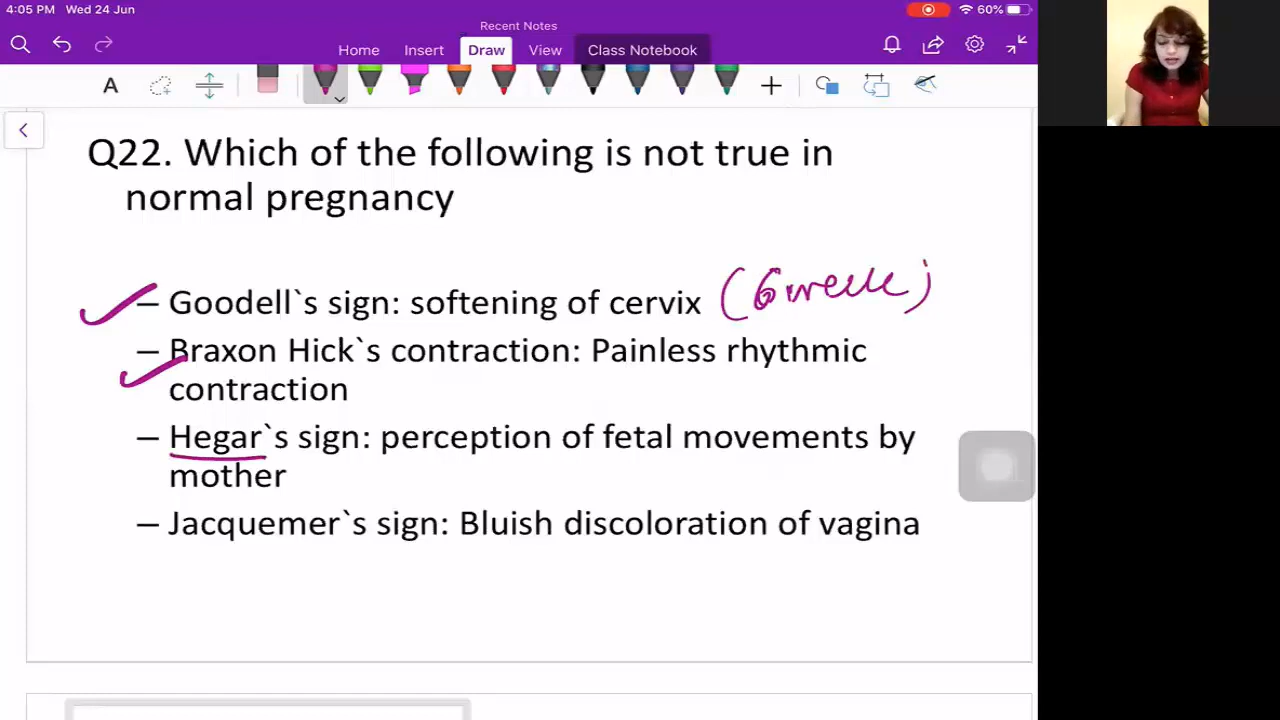 4:05 PM Wed 24 Jun
60%
Recent Notes
Home Insert Draw View Class Notebook
A
Q22. Which of the following is not true in
normal pregnancy
– Goodell`s sign: softening of cervix (6 week)
– Braxon Hick`s contraction: Painless rhythmic
contraction
– Hegar`s sign: perception of fetal movements by
mother
– Jacquemer`s sign: Bluish discoloration of vagina